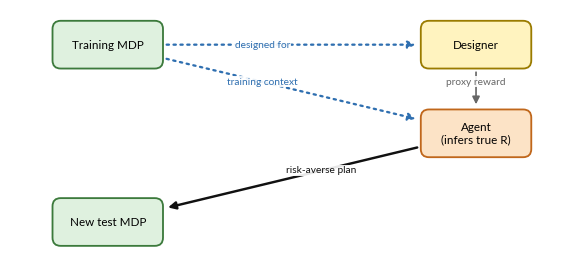 Training MDP
designed for
Designer
training context
proxy reward
Agent
(infers true R)
risk-averse plan
New test MDP